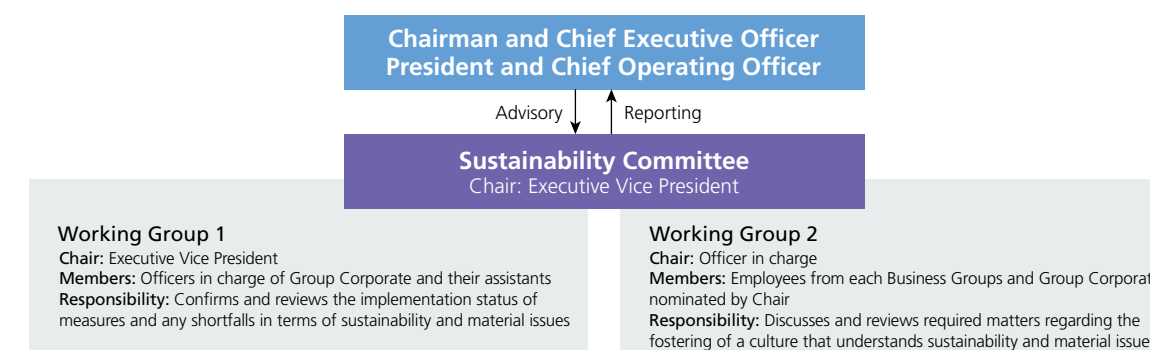 Chairman and Chief Executive Officer
President and Chief Operating Officer
Advisory
Reporting
Sustainability Committee
Chair: Executive Vice President
Working Group 1
Chair: Executive Vice President
Members: Officers in charge of Group Corporate and their assistants
Responsibility: Confirms and reviews the implementation status of
measures and any shortfalls in terms of sustainability and material issues
Working Group 2
Chair: Officer in charge
Members: Employees from each Business Groups and Group Corporat
nominated by Chair
Responsibility: Discusses and reviews required matters regarding the
fostering of a culture that understands sustainability and material issue